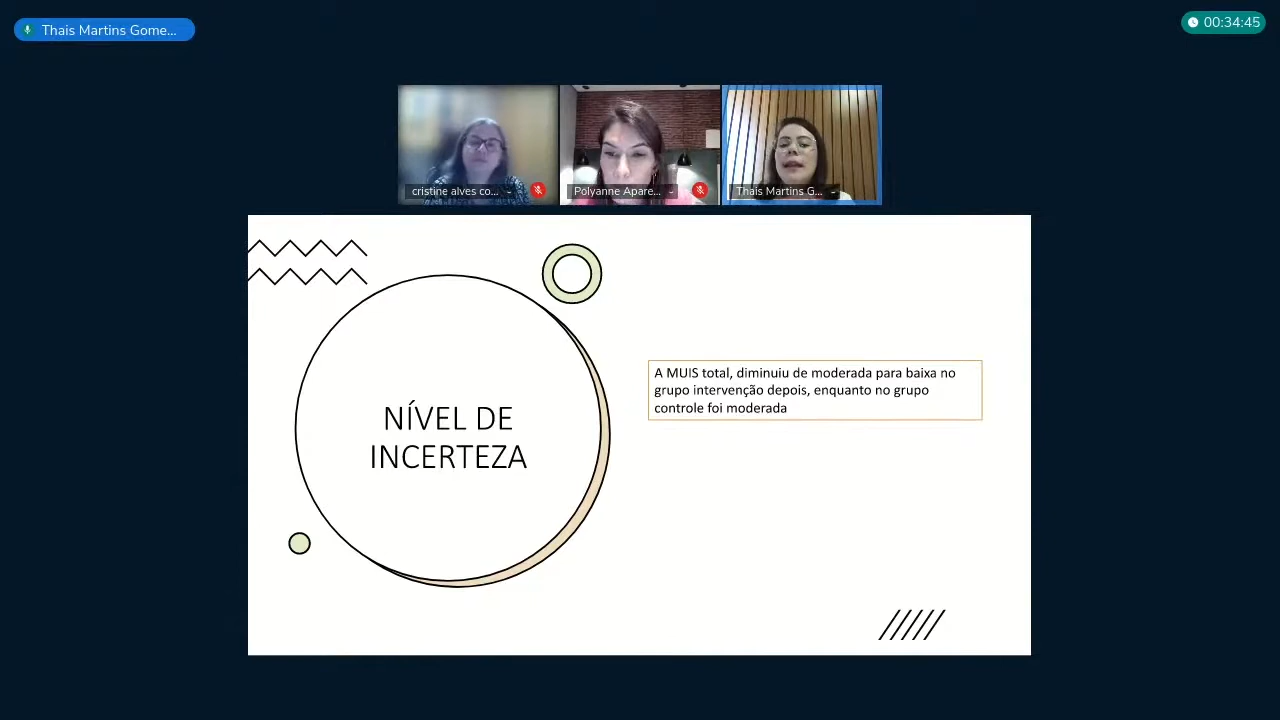 Thais Martins Gome...
00:34:45
cristine alves co...
Polyanne Apare...
Thais Martins G...
NÍVEL DE
INCERTEZA
A MUIS total, diminuiu de moderada para baixa no
grupo intervenção depois, enquanto no grupo
controle foi moderada